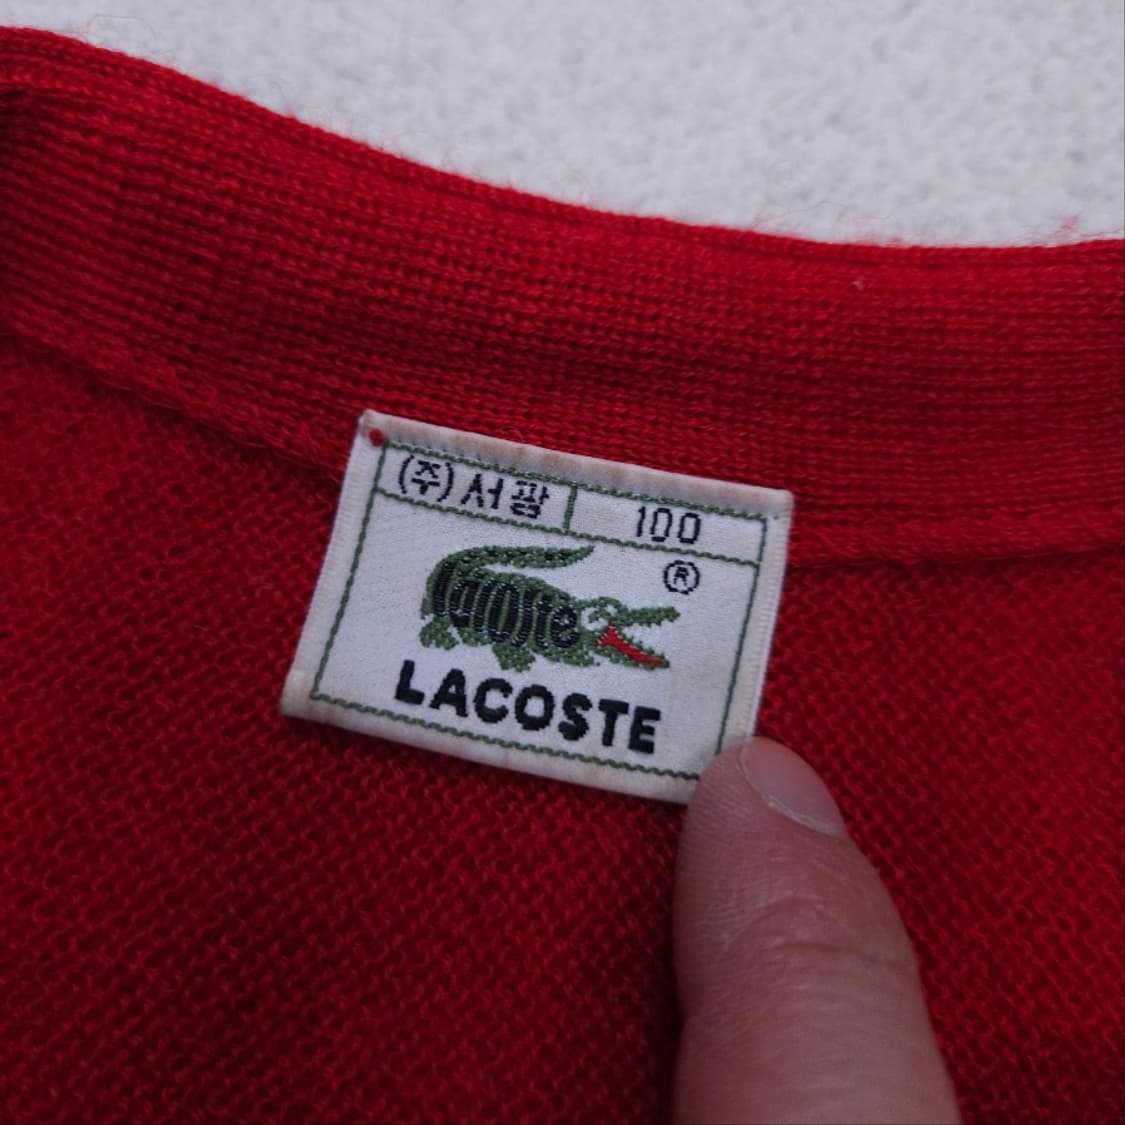 (주)서광 100
®
lacoste
LACOSTE